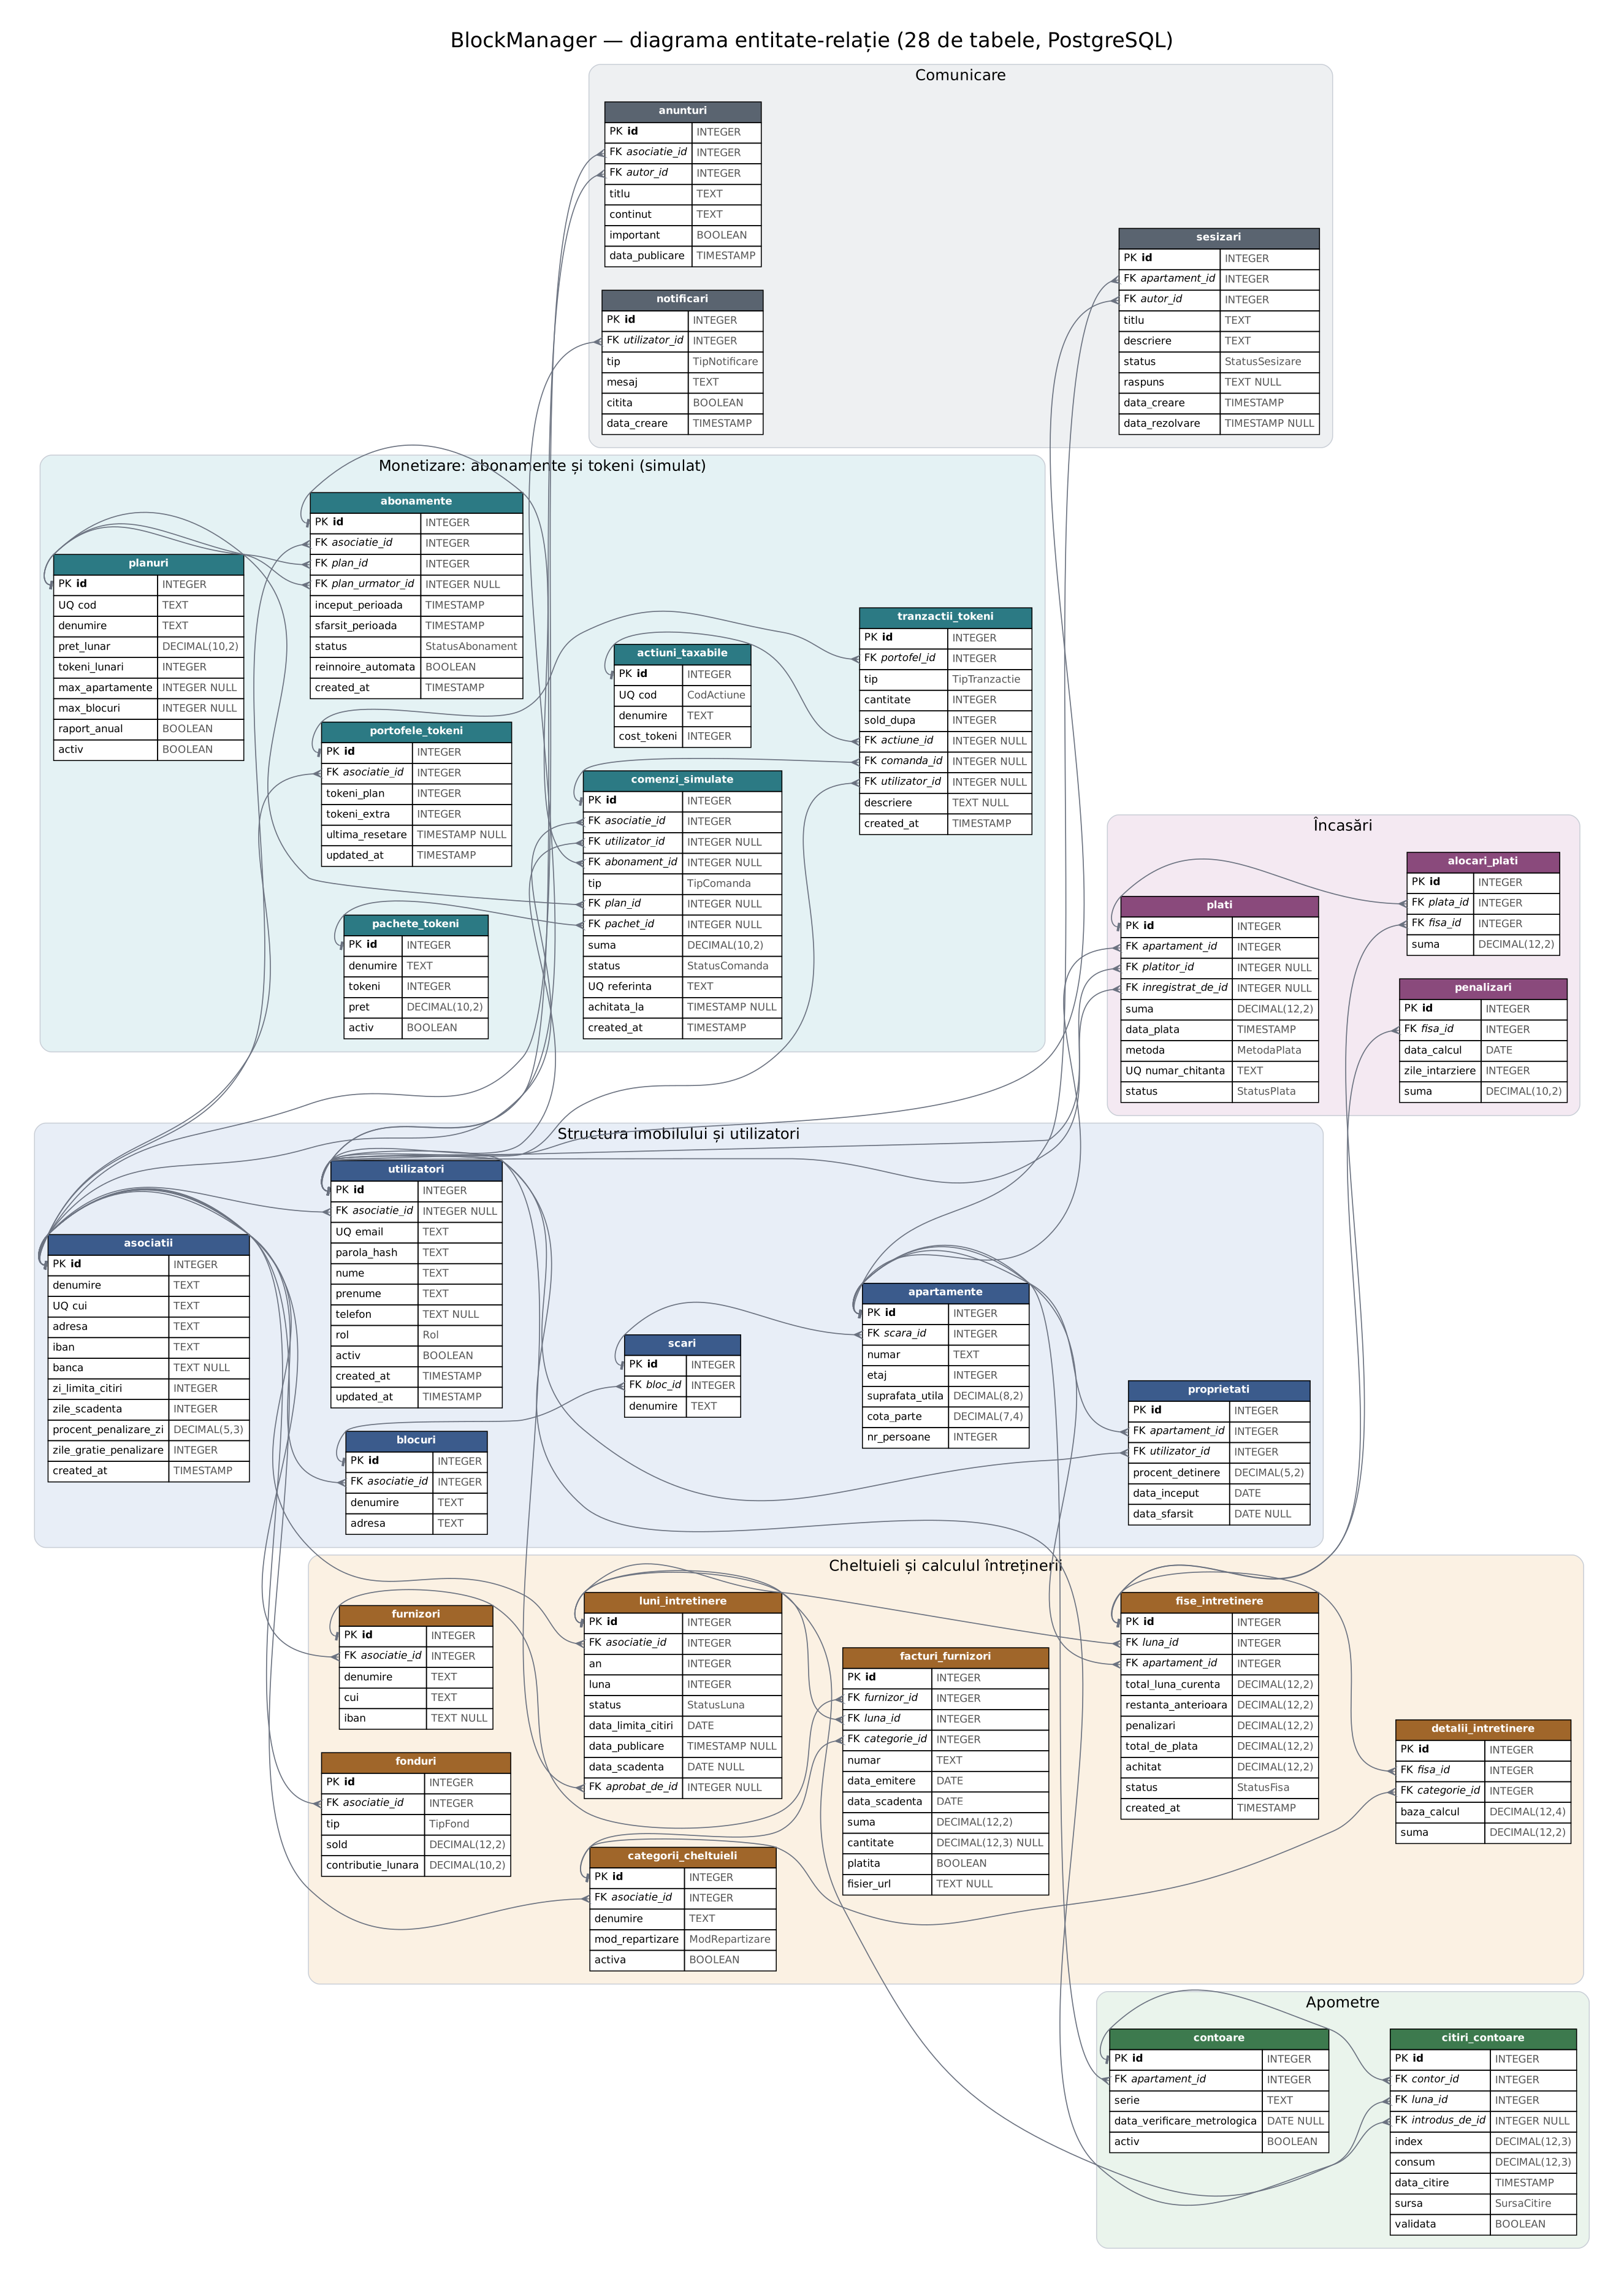 BlockManager — diagrama entitate-relație (28 de tabele, PostgreSQL)
Comunicare
anunturi
PK id INTEGER
FK asociatie_id INTEGER
FK autor_id INTEGER
titlu TEXT
continut TEXT
important BOOLEAN
data_publicare TIMESTAMP
notificari
PK id INTEGER
FK utilizator_id INTEGER
tip TipNotificare
mesaj TEXT
citita BOOLEAN
data_creare TIMESTAMP
sesizari
PK id INTEGER
FK apartament_id INTEGER
FK autor_id INTEGER
titlu TEXT
descriere TEXT
status StatusSesizare
raspuns TEXT NULL
data_creare TIMESTAMP
data_rezolvare TIMESTAMP NULL
Monetizare: abonamente și tokeni (simulat)
planuri
PK id INTEGER
UQ cod TEXT
denumire TEXT
pret_lunar DECIMAL(10,2)
tokeni_lunari INTEGER
max_apartamente INTEGER NULL
max_blocuri INTEGER NULL
raport_anual BOOLEAN
activ BOOLEAN
abonamente
PK id INTEGER
FK asociatie_id INTEGER
FK plan_id INTEGER
FK plan_urmator_id INTEGER NULL
inceput_perioada TIMESTAMP
sfarsit_perioada TIMESTAMP
status StatusAbonament
reinnoire_automata BOOLEAN
created_at TIMESTAMP
portofele_tokeni
PK id INTEGER
FK asociatie_id INTEGER
tokeni_plan INTEGER
tokeni_extra INTEGER
ultima_resetare TIMESTAMP NULL
updated_at TIMESTAMP
pachete_tokeni
PK id INTEGER
denumire TEXT
tokeni INTEGER
pret DECIMAL(10,2)
activ BOOLEAN
actiuni_taxabile
PK id INTEGER
UQ cod CodActiune
denumire TEXT
cost_tokeni INTEGER
comenzi_simulate
PK id INTEGER
FK asociatie_id INTEGER
FK utilizator_id INTEGER NULL
FK abonament_id INTEGER NULL
tip TipComanda
FK plan_id INTEGER NULL
FK pachet_id INTEGER NULL
suma DECIMAL(10,2)
status StatusComanda
UQ referinta TEXT
achitata_la TIMESTAMP NULL
created_at TIMESTAMP
tranzactii_tokeni
PK id INTEGER
FK portofel_id INTEGER
tip TipTranzactie
cantitate INTEGER
sold_dupa INTEGER
FK actiune_id INTEGER NULL
FK comanda_id INTEGER NULL
FK utilizator_id INTEGER NULL
descriere TEXT NULL
created_at TIMESTAMP
Încasări
plati
PK id INTEGER
FK apartament_id INTEGER
FK platitor_id INTEGER NULL
FK inregistrat_de_id INTEGER NULL
suma DECIMAL(12,2)
data_plata TIMESTAMP
metoda MetodaPlata
UQ numar_chitanta TEXT
status StatusPlata
alocari_plati
PK id INTEGER
FK plata_id INTEGER
FK fisa_id INTEGER
suma DECIMAL(12,2)
penalizari
PK id INTEGER
FK fisa_id INTEGER
data_calcul DATE
zile_intarziere INTEGER
suma DECIMAL(10,2)
Structura imobilului și utilizatori
asociatii
PK id INTEGER
denumire TEXT
UQ cui TEXT
adresa TEXT
iban TEXT
banca TEXT NULL
zi_limita_citiri INTEGER
zile_scadenta INTEGER
procent_penalizare_zi DECIMAL(5,3)
zile_gratie_penalizare INTEGER
created_at TIMESTAMP
utilizatori
PK id INTEGER
FK asociatie_id INTEGER NULL
UQ email TEXT
parola_hash TEXT
nume TEXT
prenume TEXT
telefon TEXT NULL
rol Rol
activ BOOLEAN
created_at TIMESTAMP
updated_at TIMESTAMP
blocuri
PK id INTEGER
FK asociatie_id INTEGER
denumire TEXT
adresa TEXT
scari
PK id INTEGER
FK bloc_id INTEGER
denumire TEXT
apartamente
PK id INTEGER
FK scara_id INTEGER
numar TEXT
etaj INTEGER
suprafata_utila DECIMAL(8,2)
cota_parte DECIMAL(7,4)
nr_persoane INTEGER
proprietati
PK id INTEGER
FK apartament_id INTEGER
FK utilizator_id INTEGER
procent_detinere DECIMAL(5,2)
data_inceput DATE
data_sfarsit DATE NULL
Cheltuieli și calculul întreținerii
furnizori
PK id INTEGER
FK asociatie_id INTEGER
denumire TEXT
cui TEXT
iban TEXT NULL
fonduri
PK id INTEGER
FK asociatie_id INTEGER
tip TipFond
sold DECIMAL(12,2)
contributie_lunara DECIMAL(10,2)
luni_intretinere
PK id INTEGER
FK asociatie_id INTEGER
an INTEGER
luna INTEGER
status StatusLuna
data_limita_citiri DATE
data_publicare TIMESTAMP NULL
data_scadenta DATE NULL
FK aprobat_de_id INTEGER NULL
categorii_cheltuieli
PK id INTEGER
FK asociatie_id INTEGER
denumire TEXT
mod_repartizare ModRepartizare
activa BOOLEAN
facturi_furnizori
PK id INTEGER
FK furnizor_id INTEGER
FK luna_id INTEGER
FK categorie_id INTEGER
numar TEXT
data_emitere DATE
data_scadenta DATE
suma DECIMAL(12,2)
cantitate DECIMAL(12,3) NULL
platita BOOLEAN
fisier_url TEXT NULL
fise_intretinere
PK id INTEGER
FK luna_id INTEGER
FK apartament_id INTEGER
total_luna_curenta DECIMAL(12,2)
restanta_anterioara DECIMAL(12,2)
penalizari DECIMAL(12,2)
total_de_plata DECIMAL(12,2)
achitat DECIMAL(12,2)
status StatusFisa
created_at TIMESTAMP
detalii_intretinere
PK id INTEGER
FK fisa_id INTEGER
FK categorie_id INTEGER
baza_calcul DECIMAL(12,4)
suma DECIMAL(12,2)
Apometre
contoare
PK id INTEGER
FK apartament_id INTEGER
serie TEXT
data_verificare_metrologica DATE NULL
activ BOOLEAN
citiri_contoare
PK id INTEGER
FK contor_id INTEGER
FK luna_id INTEGER
FK introdus_de_id INTEGER NULL
index DECIMAL(12,3)
consum DECIMAL(12,3)
data_citire TIMESTAMP
sursa SursaCitire
validata BOOLEAN